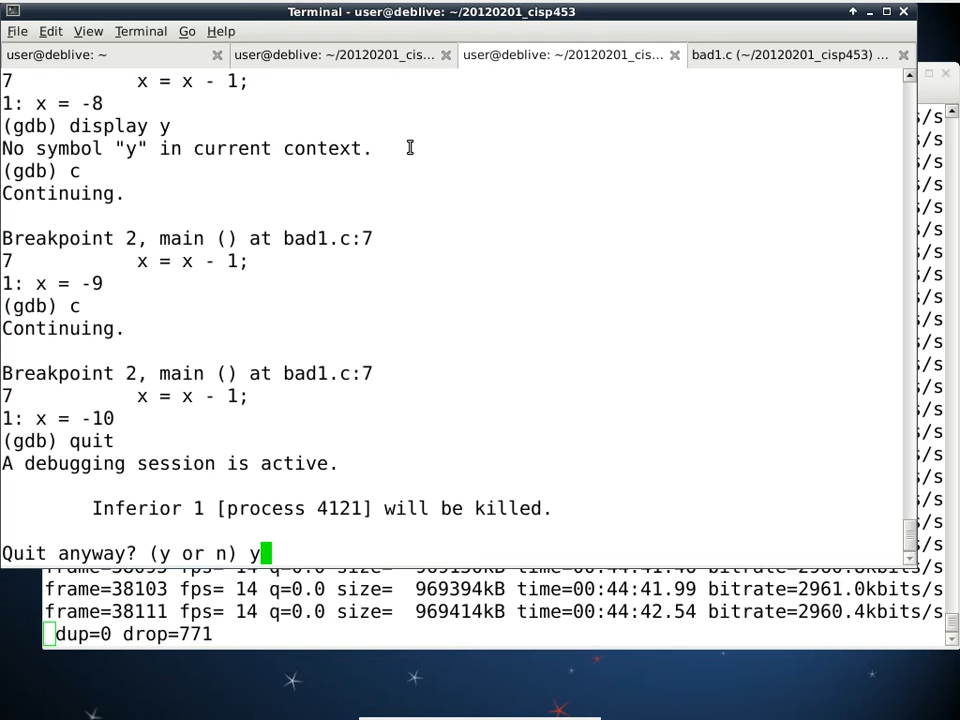 Terminal - user@deblive: ~/20120201_cisp453
File Edit View Terminal Go Help
user@deblive: ~
user@deblive: ~/20120201_cis...
user@deblive: ~/20120201_cis...
bad1.c (~/20120201_cisp453) ...
7 x = x - 1;
1: x = -8
(gdb) display y
No symbol "y" in current context.
(gdb) c
Continuing.
Breakpoint 2, main () at bad1.c:7
7 x = x - 1;
1: x = -9
(gdb) c
Continuing.
Breakpoint 2, main () at bad1.c:7
7 x = x - 1;
1: x = -10
(gdb) quit
A debugging session is active.
Inferior 1 [process 4121] will be killed.
Quit anyway? (y or n) y
frame=38103 fps= 14 q=0.0 size= 969394kB time=00:44:41.99 bitrate=2961.0kbits/s
frame=38111 fps= 14 q=0.0 size= 969414kB time=00:44:42.54 bitrate=2960.4kbits/s
dup=0 drop=771